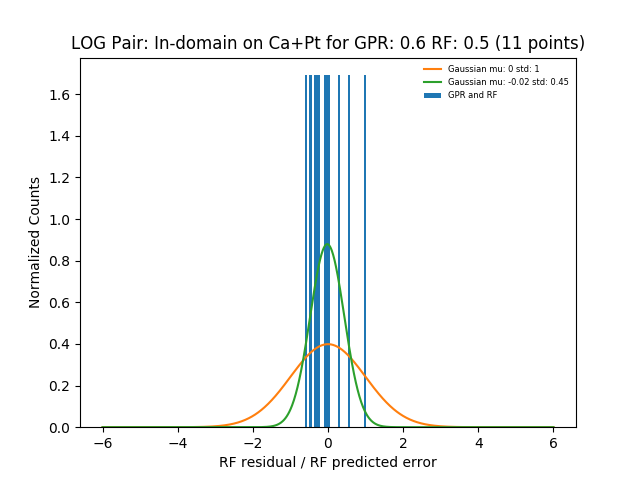 LOG Pair: In-domain on Ca+Pt for GPR: 0.6 RF: 0.5 (11 points)
Gaussian mu: 0 std: 1
Gaussian mu: -0.02 std: 0.45
GPR and RF
Normalized Counts
1.6
1.4
1.2
1.0
0.8
0.6
0.4
0.2
0.0
−6 −4 −2 0 2 4 6
RF residual / RF predicted error